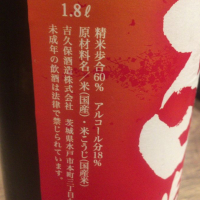 1.8ℓ
精米歩合60% アルコール分18%
原材料名/米(国産)・米こうじ(国産米)
吉久保酒造株式会社 茨城県水戸市本町三丁目
未成年の飲酒は法律で禁じられています。